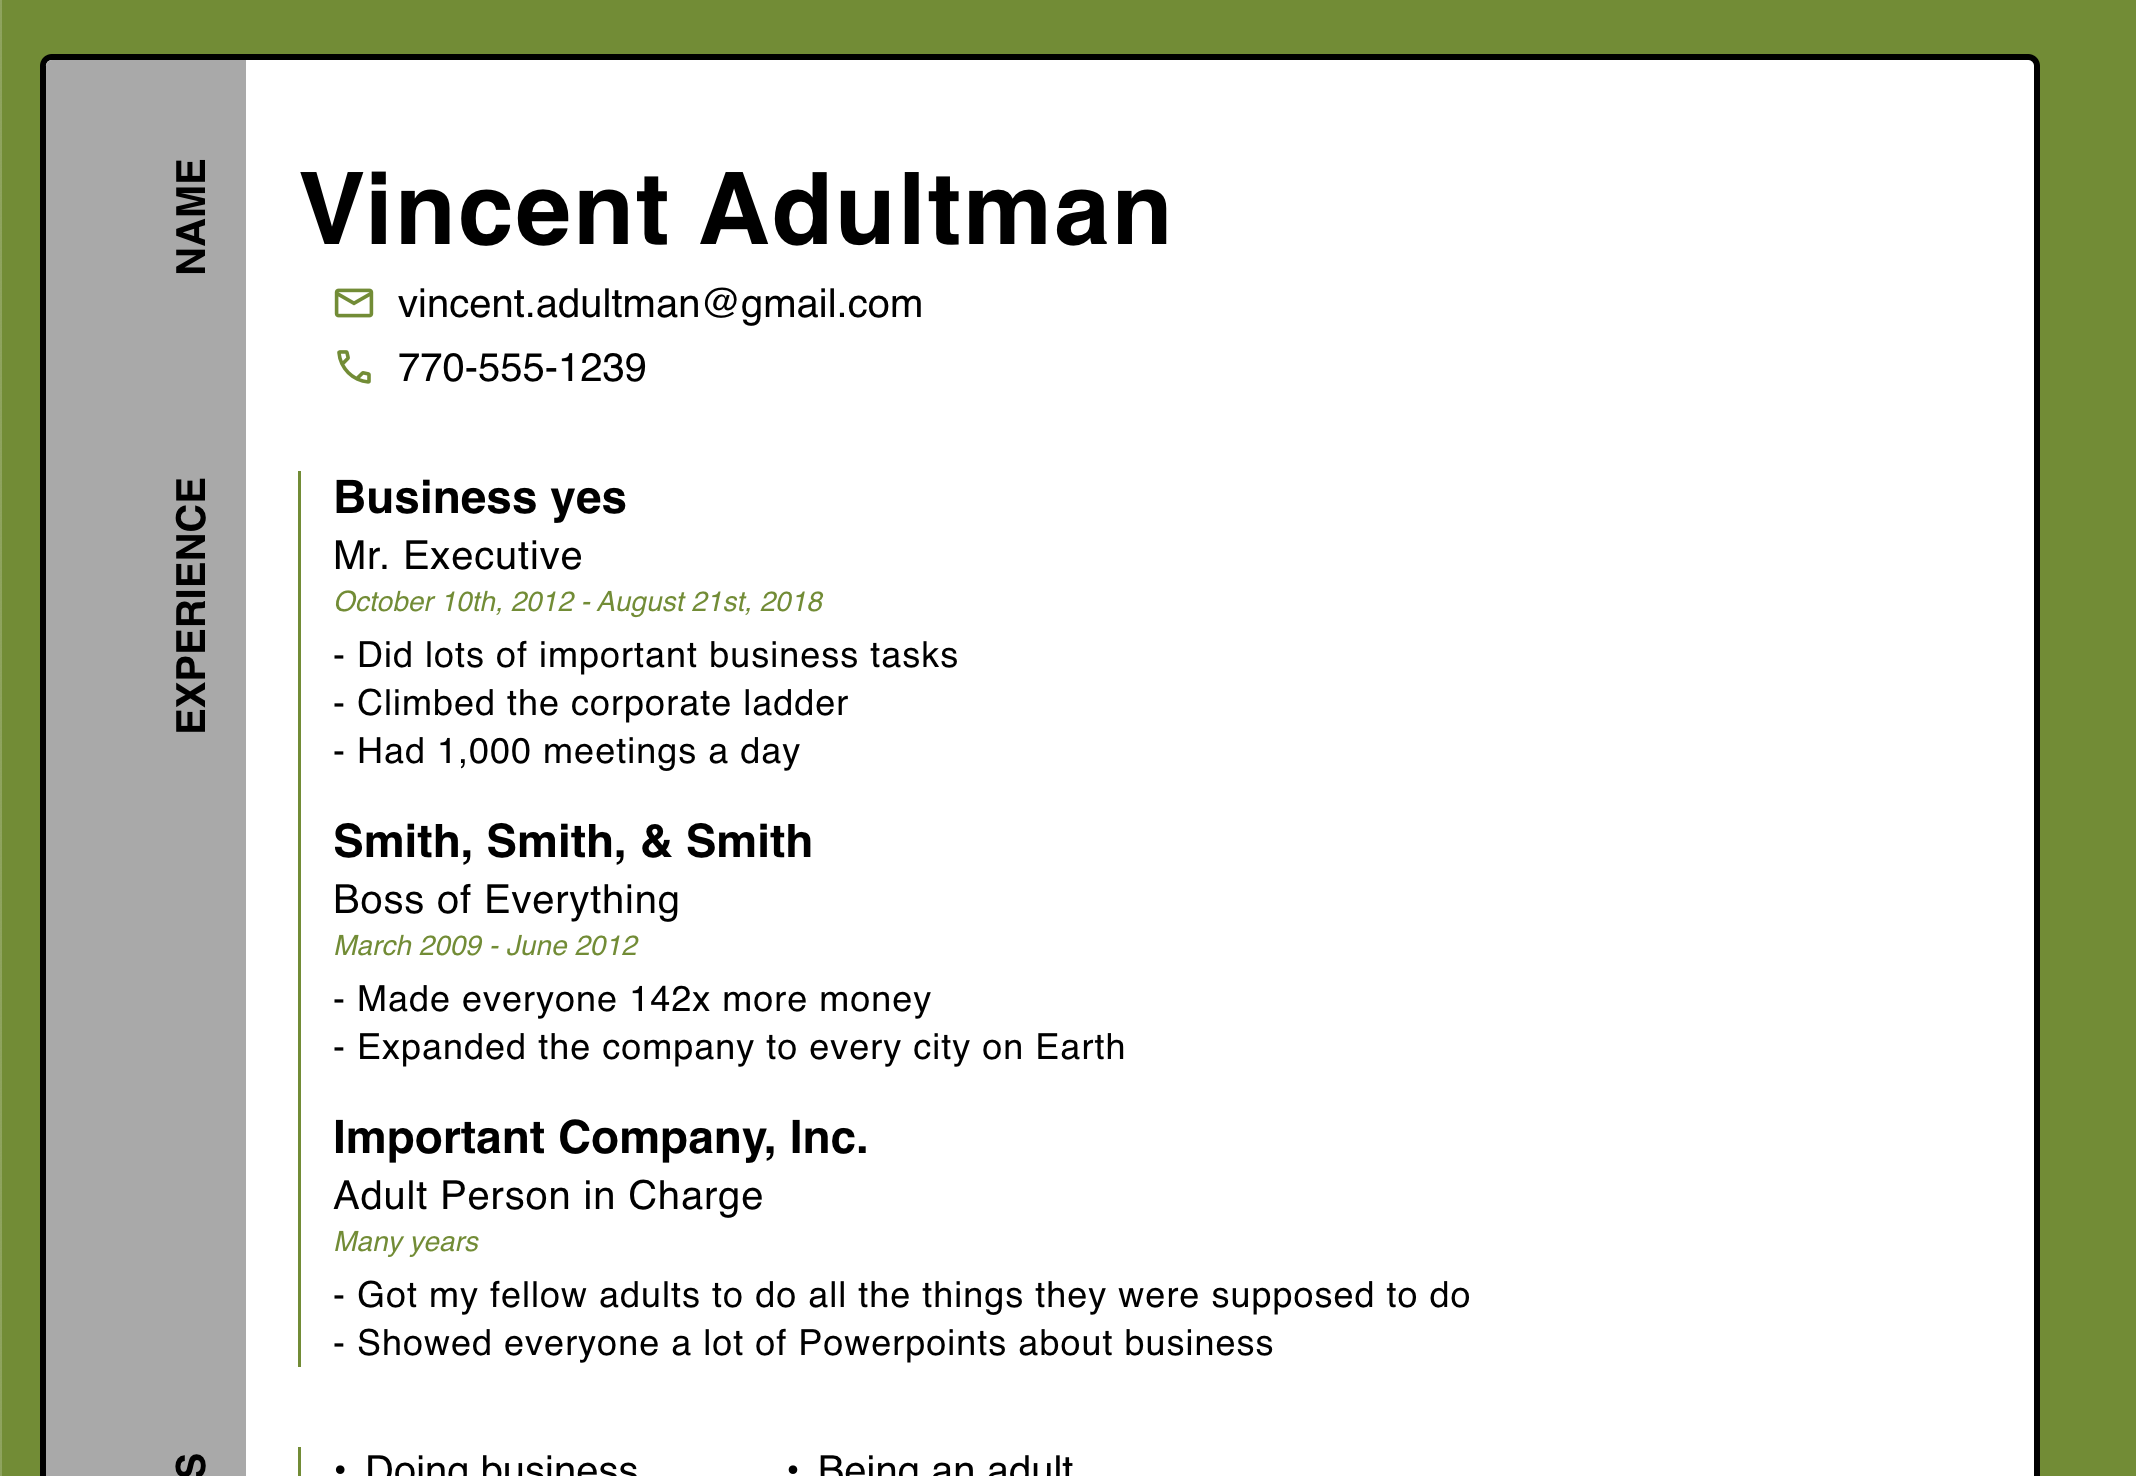 NAME
Vincent Adultman
vincent.adultman@gmail.com
770-555-1239
EXPERIENCE
Business yes
Mr. Executive
October 10th, 2012 - August 21st, 2018
- Did lots of important business tasks
- Climbed the corporate ladder
- Had 1,000 meetings a day
Smith, Smith, & Smith
Boss of Everything
March 2009 - June 2012
- Made everyone 142x more money
- Expanded the company to every city on Earth
Important Company, Inc.
Adult Person in Charge
Many years
- Got my fellow adults to do all the things they were supposed to do
- Showed everyone a lot of Powerpoints about business
S
• Doing business • Being an adult